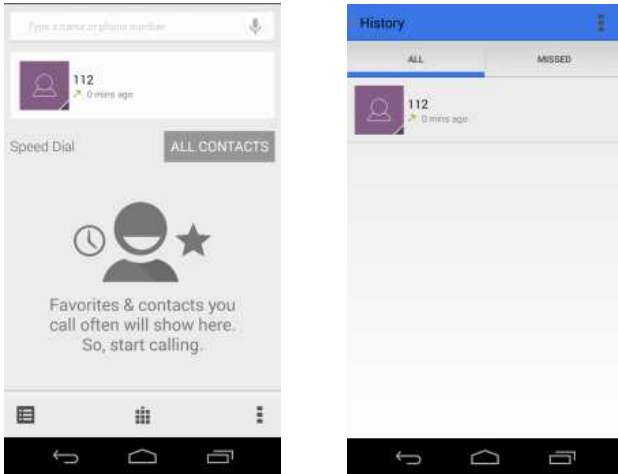 Type a name or phone number
112
0 mins ago
Speed Dial
ALL CONTACTS
Favorites & contacts you
call often will show here.
So, start calling.
History
ALL
MISSED
112
0 mins ago